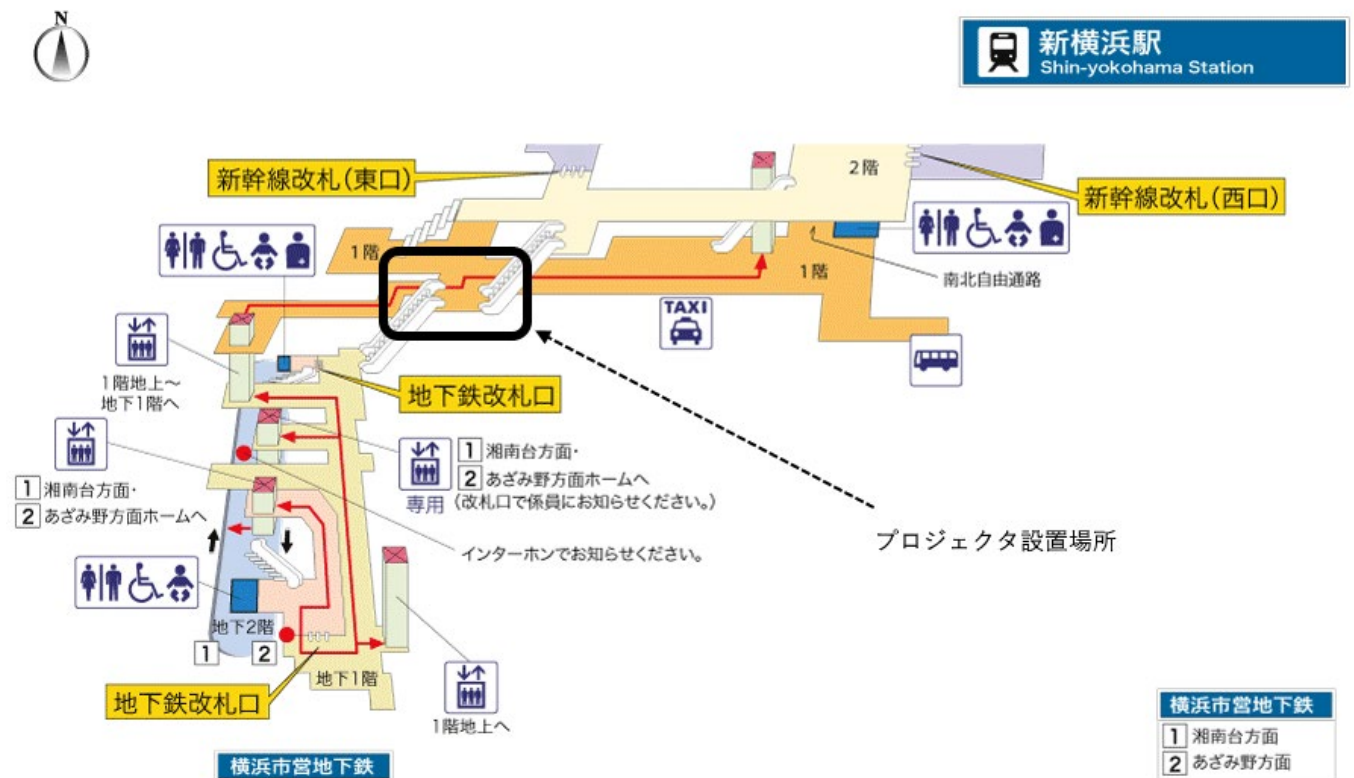 N
新横浜駅
Shin-yokohama Station
新幹線改札(東口)
2階
新幹線改札(西口)
1階
1階
南北自由通路
TAXI
1階地上～
地下1階へ
地下鉄改札口
1 湘南台方面・
2 あざみ野方面ホームへ
専用
(改札口で係員にお知らせください。)
1 湘南台方面・
2 あざみ野方面ホームへ
インターホンでお知らせください。
プロジェクタ設置場所
地下2階
1
2
地下1階
地下鉄改札口
1階地上へ
横浜市営地下鉄
横浜市営地下鉄
1 湘南台方面
2 あざみ野方面